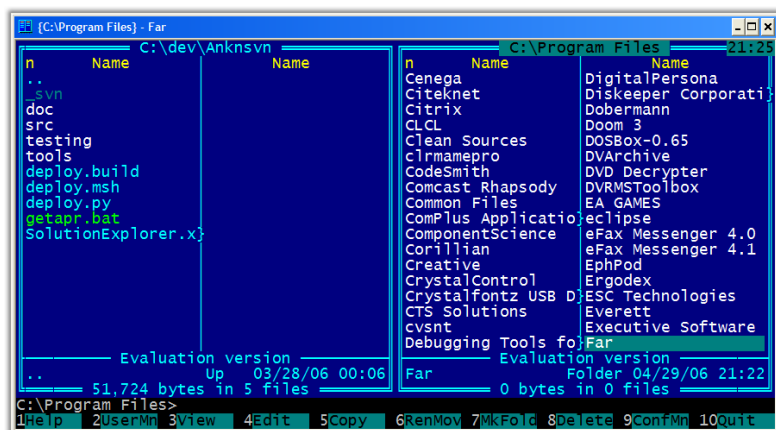 {C:\Program Files} - Far
C:\dev\Anknsvn
n Name Name
..
_svn
doc
src
testing
tools
deploy.build
deploy.msh
deploy.py
getapr.bat
SolutionExplorer.x}
Evaluation version
.. Up 03/28/06 00:06
51,724 bytes in 5 files
C:\Program Files 21:25
n Name Name
Cenega
Citeknet
Citrix
CLCL
Clean Sources
clrmamepro
CodeSmith
Comcast Rhapsody
Common Files
ComPlus Applicatio}
ComponentScience
Corillian
Creative
CrystalControl
Crystalfontz USB D}
CTS Solutions
cvsnt
Debugging Tools fo}
DigitalPersona
Diskeeper Corporati}
Dobermann
Doom 3
DOSBox-0.65
DVArchive
DVD Decrypter
DVRMSToolbox
EA GAMES
eclipse
eFax Messenger 4.0
eFax Messenger 4.1
EphPod
Ergodex
ESC Technologies
Everett
Executive Software
Far
Evaluation version
Far Folder 04/29/06 21:22
0 bytes in 0 files
C:\Program Files>
1Help 2UserMn 3View 4Edit 5Copy 6RenMov 7MkFold 8Delete 9ConfMn 10Quit